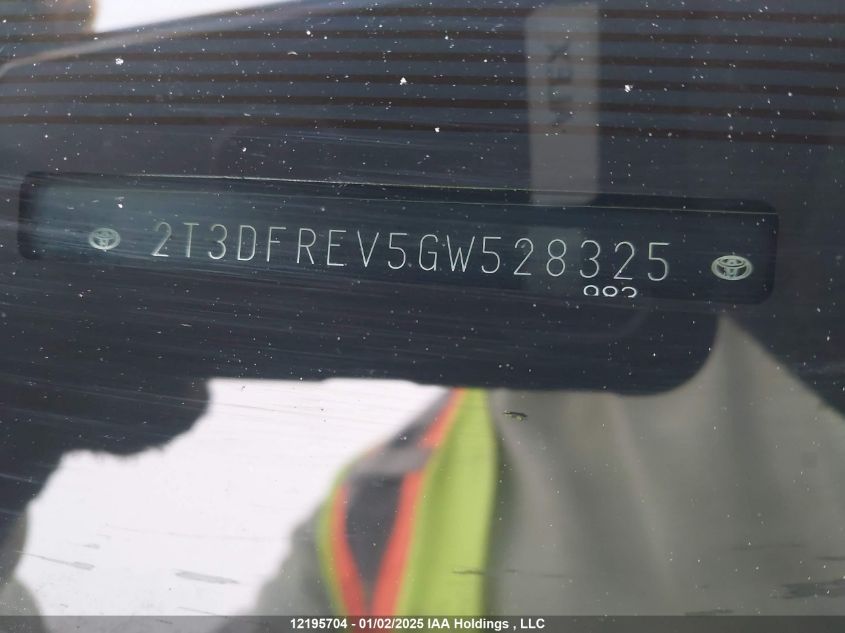 2T3DFREV5GW528325
12195704 - 01/02/2025 IAA Holdings , LLC